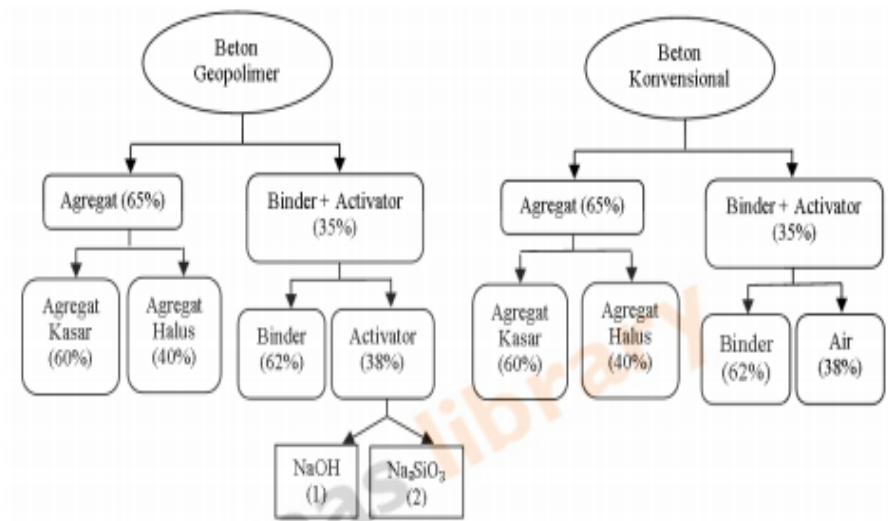 Beton
Geopolimer
Agregat (65%)
Binder + Activator
(35%)
Agregat
Kasar
(60%)
Agregat
Halus
(40%)
Binder
(62%)
Activator
(38%)
NaOH
(1)
Na₂SiO₃
(2)
Beton
Konvensional
Agregat (65%)
Binder + Activator
(35%)
Agregat
Kasar
(60%)
Agregat
Halus
(40%)
Binder
(62%)
Air
(38%)
library